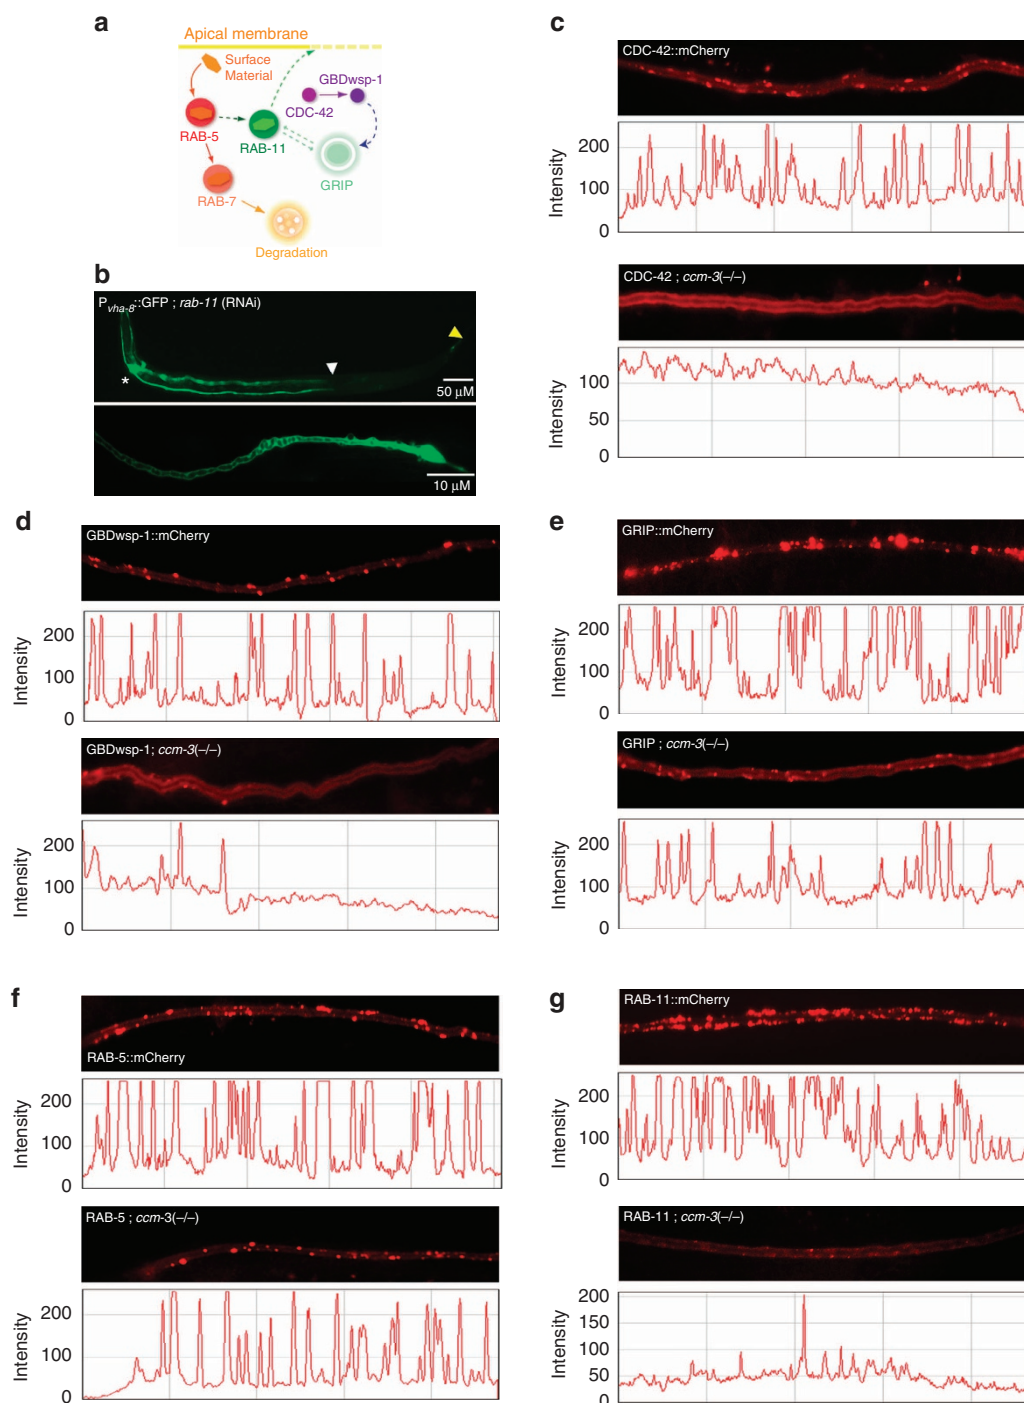 a
Apical membrane
Surface
Material
GBDwsp-1
CDC-42
RAB-5
RAB-11
GRIP
RAB-7
Degradation
b
Pvha-8::GFP ; rab-11 (RNAi)
*
50 µM
10 µM
c
CDC-42::mCherry
Intensity
200
100
0
CDC-42 ; ccm-3(–/–)
Intensity
100
50
0
d
GBDwsp-1::mCherry
Intensity
200
100
0
GBDwsp-1; ccm-3(–/–)
Intensity
200
100
0
e
GRIP::mCherry
Intensity
200
100
0
GRIP ; ccm-3(–/–)
Intensity
200
100
0
f
RAB-5::mCherry
Intensity
200
100
0
RAB-5 ; ccm-3(–/–)
Intensity
200
100
0
g
RAB-11::mCherry
Intensity
200
100
0
RAB-11 ; ccm-3(–/–)
Intensity
200
150
100
50
0